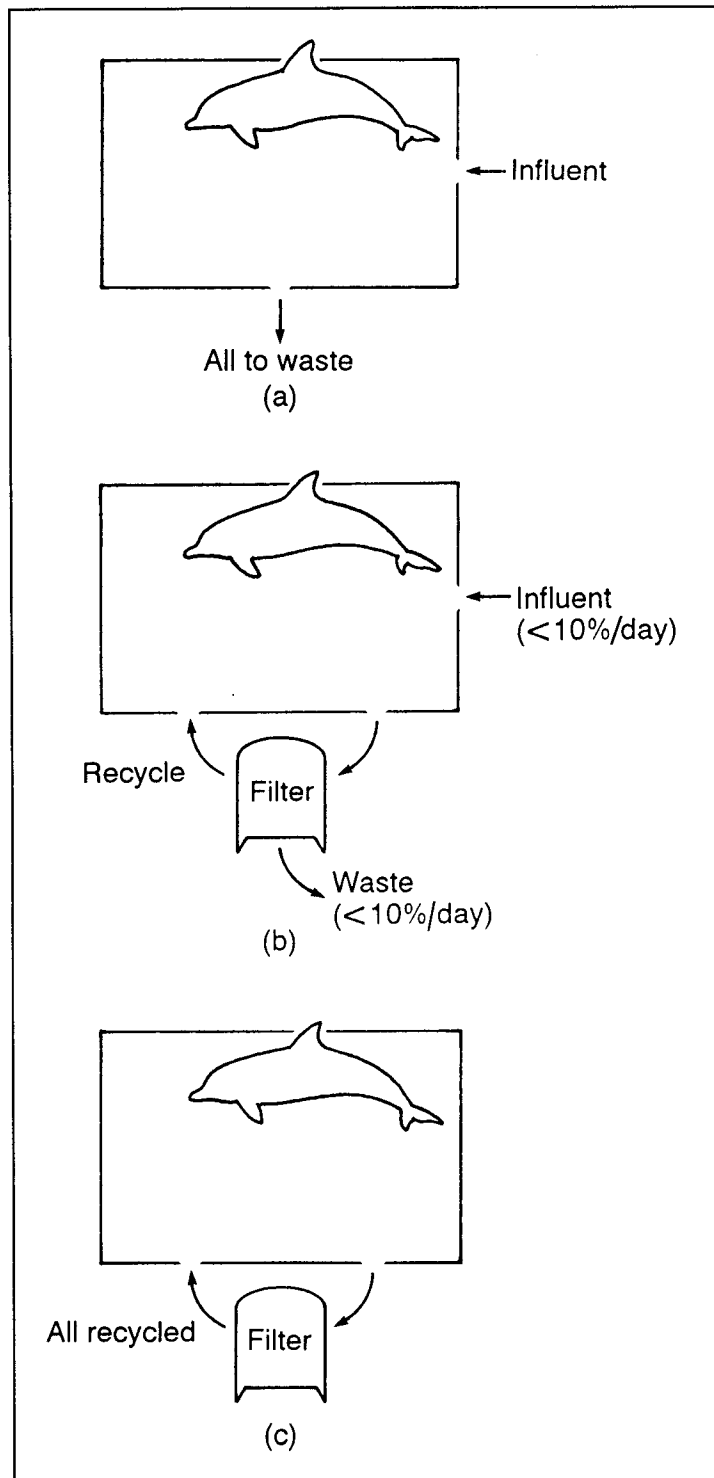 Influent
All to waste
(a)
Influent
(<10%/day)
Recycle
Filter
Waste
(<10%/day)
(b)
All recycled
Filter
(c)